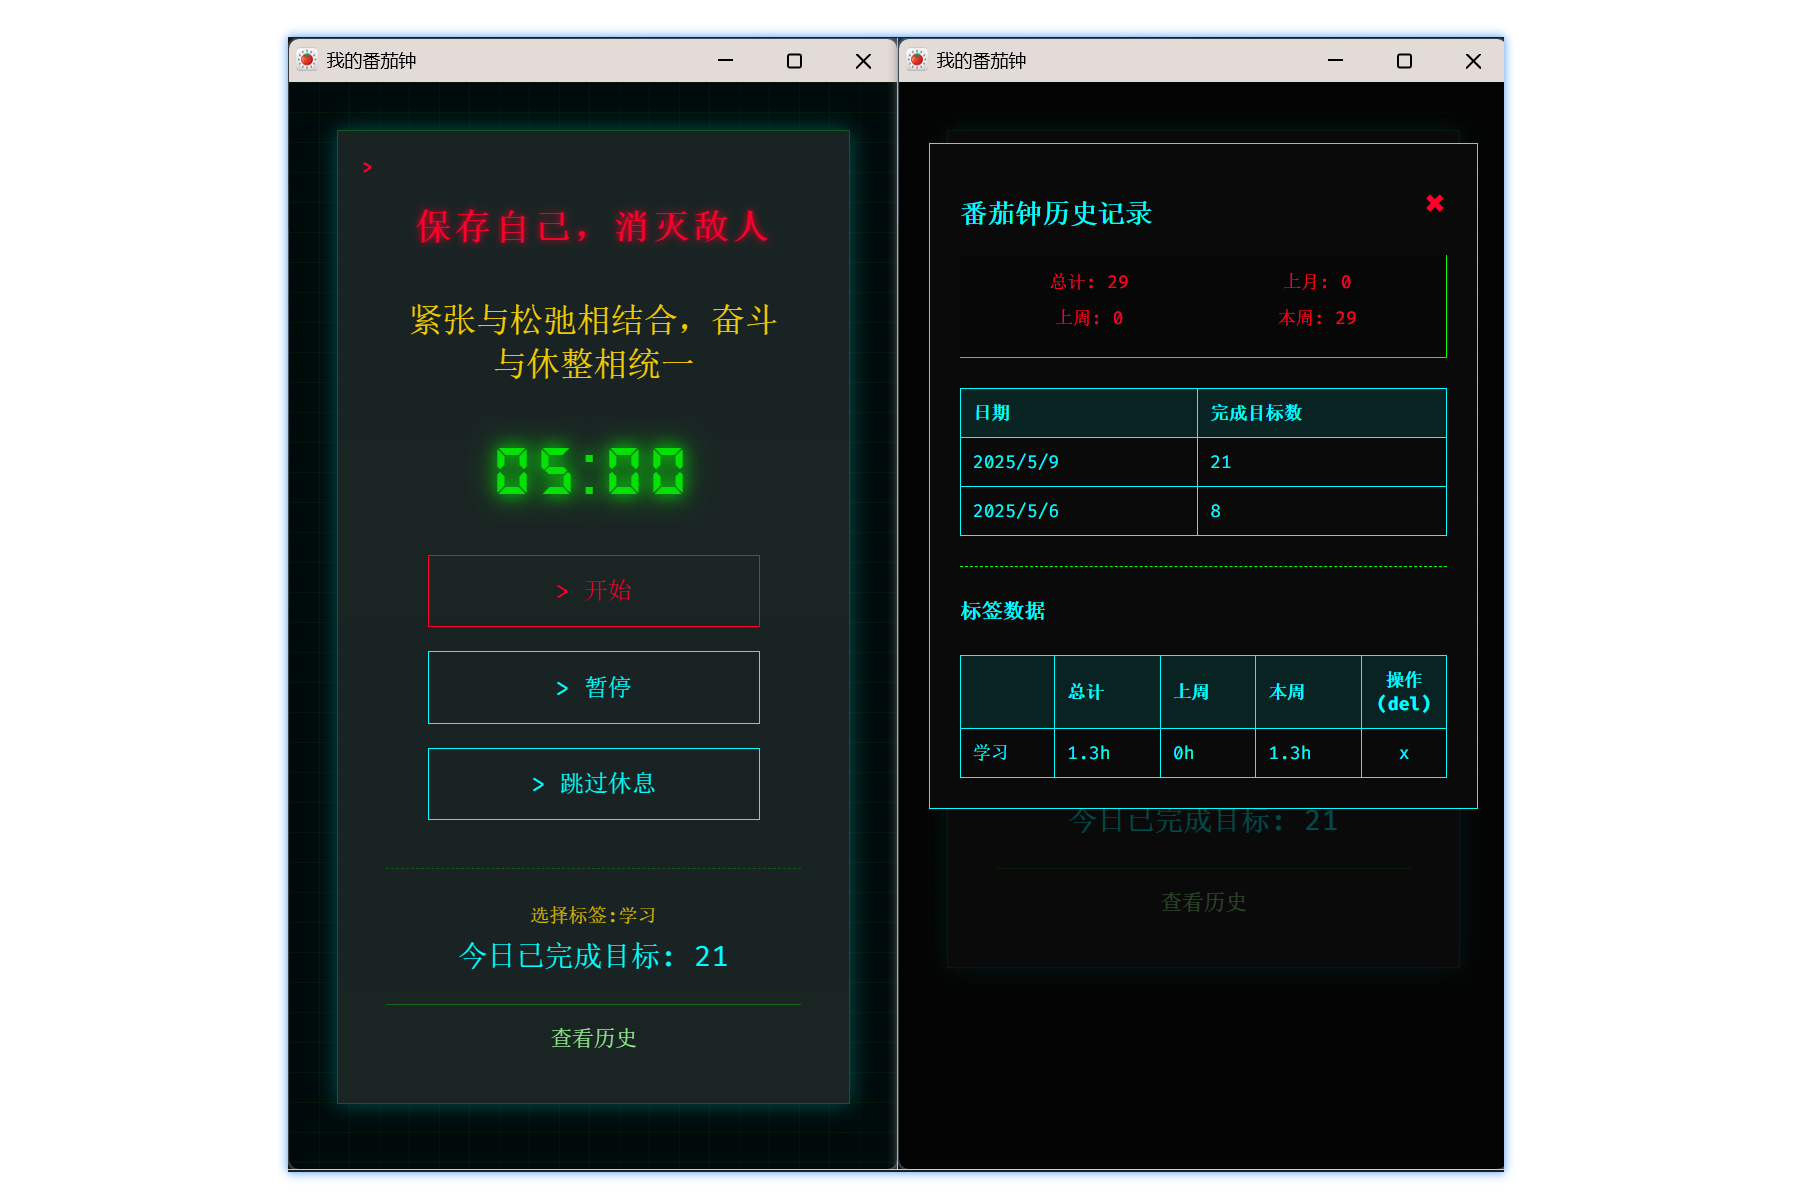 我的番茄钟
>
保存自己，消灭敌人
紧张与松弛相结合，奋斗
与休整相统一
05:00
> 开始
> 暂停
> 跳过休息
选择标签:学习
今日已完成目标: 21
查看历史
我的番茄钟
番茄钟历史记录 ✖
总计: 29 上月: 0
上周: 0 本周: 29
日期 完成目标数
2025/5/9 21
2025/5/6 8
标签数据
总计 上周 本周 操作
(del)
学习 1.3h 0h 1.3h x
今日已完成目标: 21
查看历史